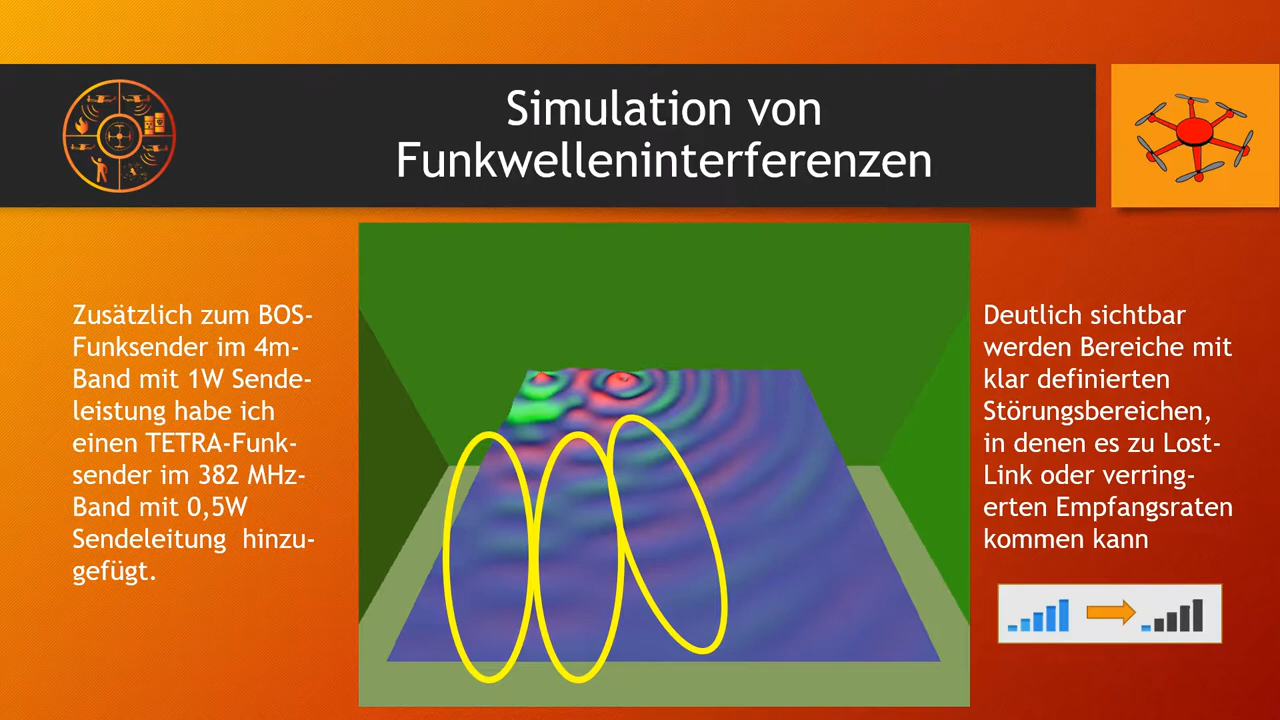 Simulation von
Funkwelleninterferenzen
Zusätzlich zum BOS-
Funksender im 4m-
Band mit 1W Sende-
leistung habe ich
einen TETRA-Funk-
sender im 382 MHz-
Band mit 0,5W
Sendeleitung  hinzu-
gefügt.
Deutlich sichtbar
werden Bereiche mit
klar definierten
Störungsbereichen,
in denen es zu Lost-
Link oder verring-
erten Empfangsraten
kommen kann